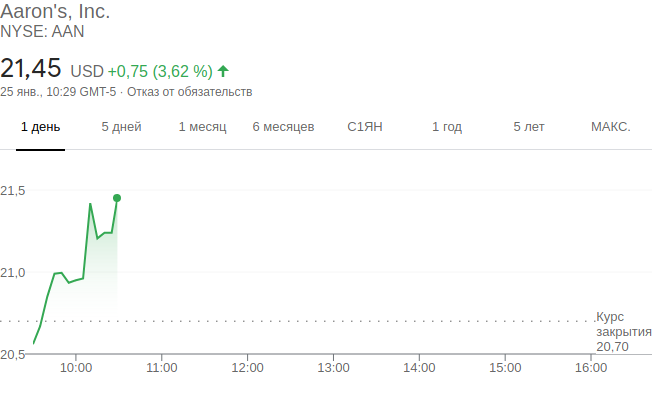 Aaron's, Inc.
NYSE: AAN
21,45 USD +0,75 (3,62 %)
25 янв., 10:29 GMT-5 · Отказ от обязательств
1 день 5 дней 1 месяц 6 месяцев С1ЯН 1 год 5 лет МАКС.
21,5
21,0
Курс
закрытия
20,70
20,5
10:00 11:00 12:00 13:00 14:00 15:00 16:00